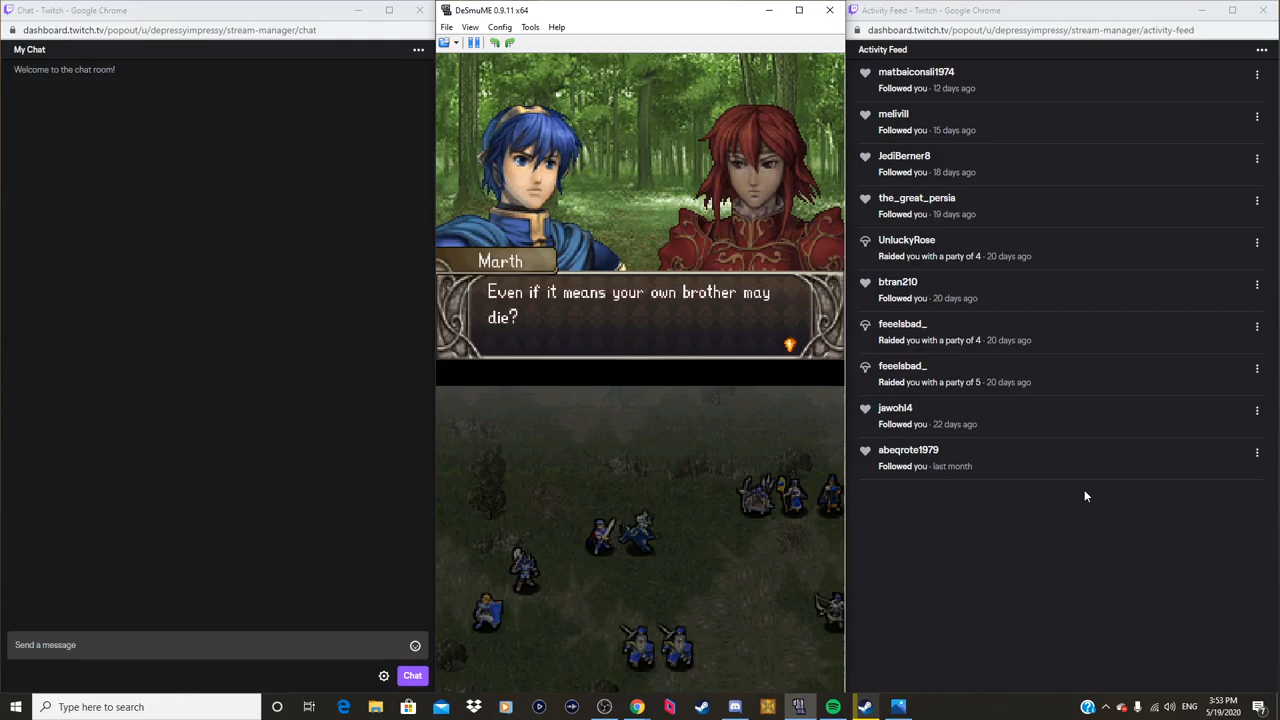 Chat - Twitch - Google Chrome
dashboard.twitch.tv/popout/u/depressyimpressy/stream-manager/chat
My Chat
Welcome to the chat room!
Send a message
Chat
DeSmuME 0.9.11 x64
File View Config Tools Help
Marth
Even if it means your own brother may
die?
Activity Feed - Twitch - Google Chrome
dashboard.twitch.tv/popout/u/depressyimpressy/stream-manager/activity-feed
Activity Feed
matbaiconsli1974
Followed you · 12 days ago
melivill
Followed you · 15 days ago
JediBerner8
Followed you · 18 days ago
the_great_persia
Followed you · 19 days ago
UnluckyRose
Raided you with a party of 4 · 20 days ago
btran210
Followed you · 20 days ago
feeelsbad_
Raided you with a party of 4 · 20 days ago
feeelsbad_
Raided you with a party of 5 · 20 days ago
jawohl4
Followed you · 22 days ago
abeqrote1979
Followed you · last month
Type here to search
ENG
3:53 PM
5/19/2020